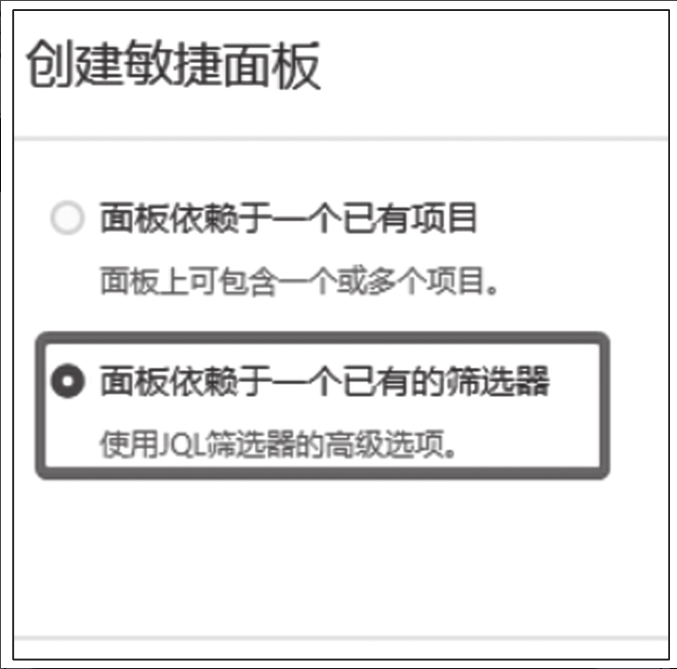 创建敏捷面板
面板依赖于一个已有项目
面板上可包含一个或多个项目。
面板依赖于一个已有的筛选器
使用JQL筛选器的高级选项。